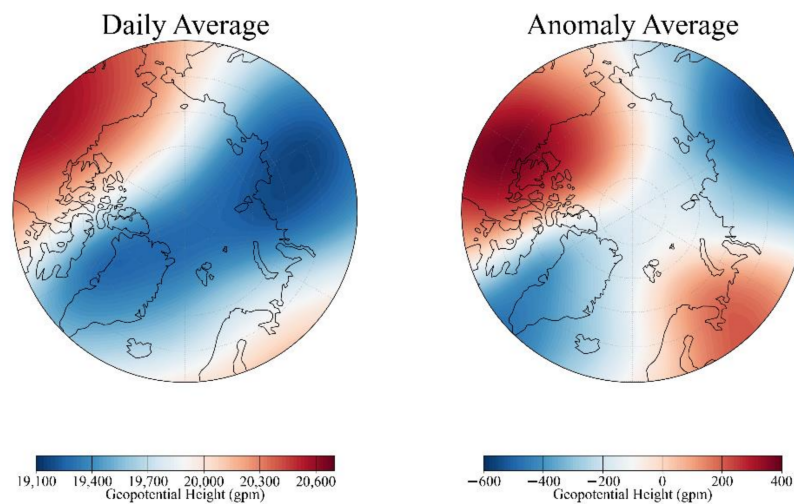 Daily Average
Anomaly Average
19,100 19,400 19,700 20,000 20,300 20,600
Geopotential Height (gpm)
−600 −400 −200 0 200 400
Geopotential Height (gpm)